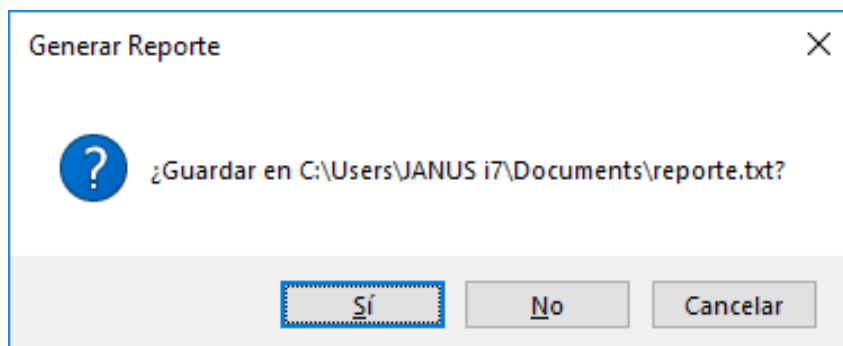 Generar Reporte
¿Guardar en C:\Users\JANUS i7\Documents\reporte.txt?
Sí
No
Cancelar